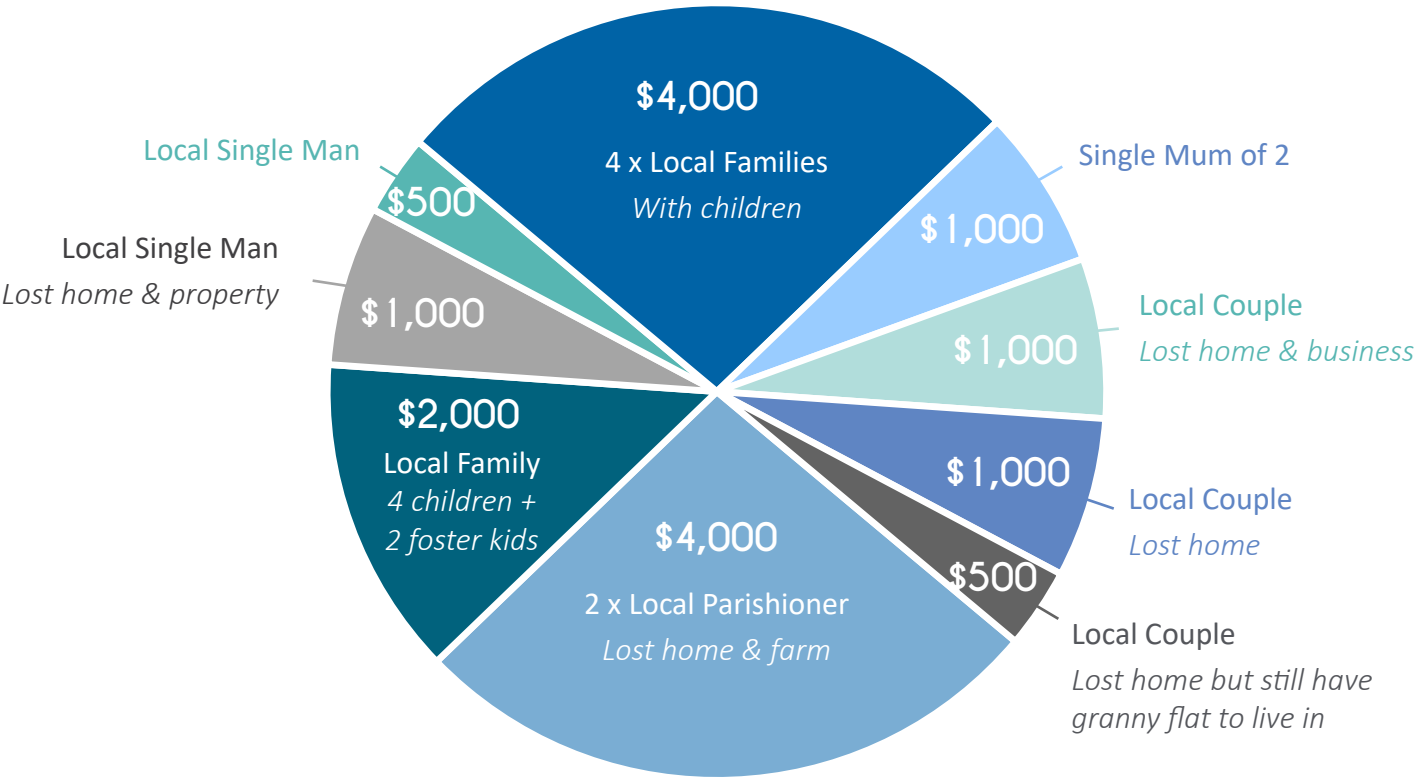 $4,000
4 x Local Families
With children
Single Mum of 2
$1,000
Local Couple
Lost home & business
$1,000
$1,000
Local Couple
Lost home
$500
Local Couple
Lost home but still have
granny flat to live in
$4,000
2 x Local Parishioner
Lost home & farm
$2,000
Local Family
4 children +
2 foster kids
Local Single Man
Lost home & property
$1,000
Local Single Man
$500